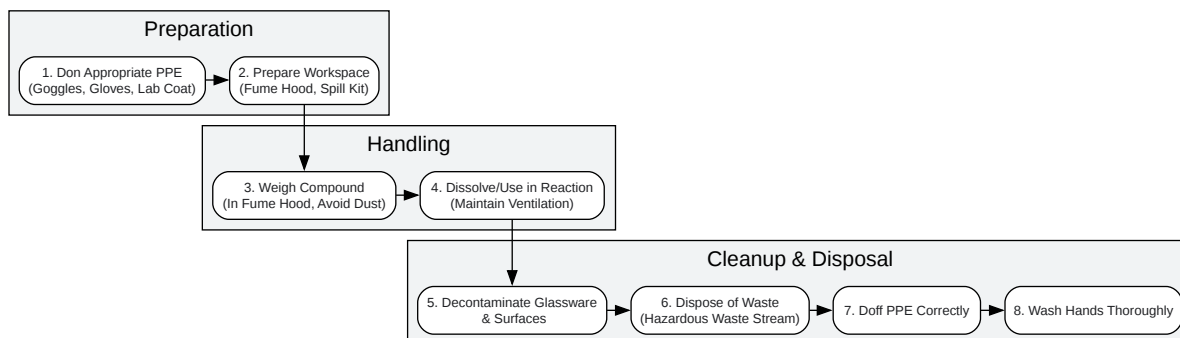 Preparation
1. Don Appropriate PPE
(Goggles, Gloves, Lab Coat)
2. Prepare Workspace
(Fume Hood, Spill Kit)
Handling
3. Weigh Compound
(In Fume Hood, Avoid Dust)
4. Dissolve/Use in Reaction
(Maintain Ventilation)
Cleanup & Disposal
5. Decontaminate Glassware
& Surfaces
6. Dispose of Waste
(Hazardous Waste Stream)
7. Doff PPE Correctly
8. Wash Hands Thoroughly